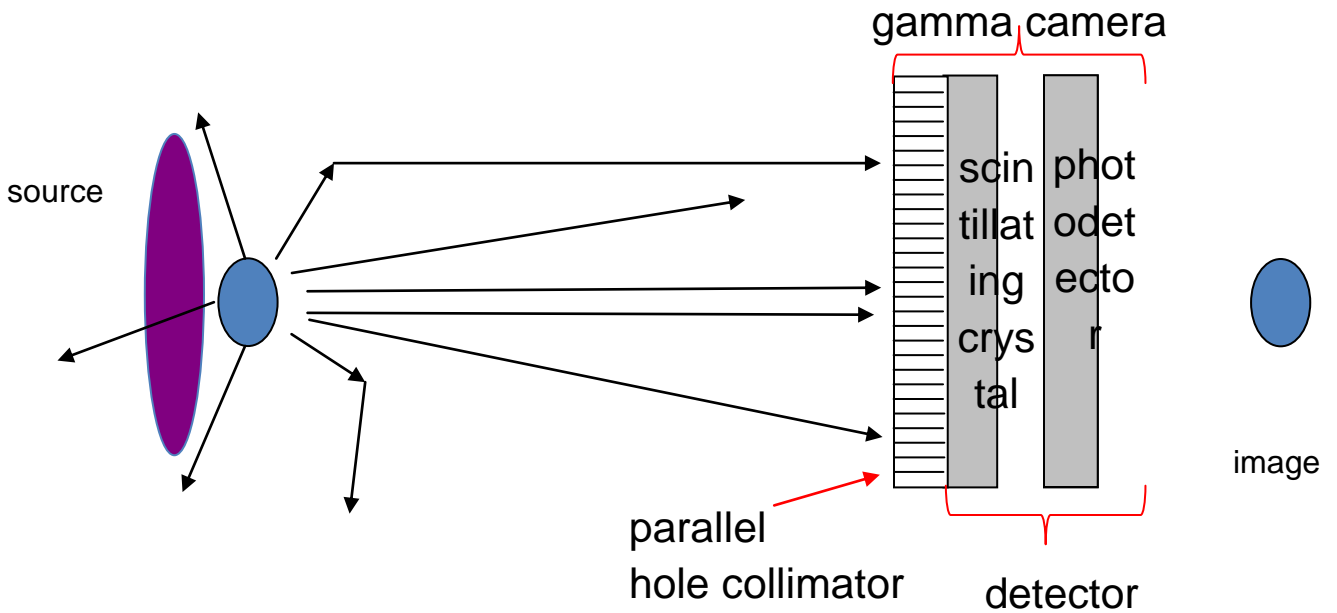 gamma camera
source
scin
tillat
ing
crys
tal
phot
odet
ecto
r
image
parallel
hole collimator
detector